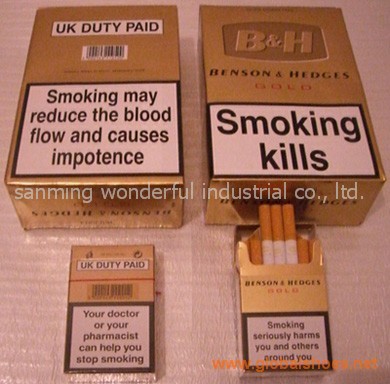 UK DUTY PAID
Smoking may
reduce the blood
flow and causes
impotence
B&H
BENSON & HEDGES
GOLD
Smoking
kills
sanming wonderful industrial co., ltd.
BENSON & HEDGES
UK DUTY PAID
Your doctor
or your
pharmacist
can help you
stop smoking
BENSON & HEDGES
GOLD
Smoking
seriously harms
you and others
around you